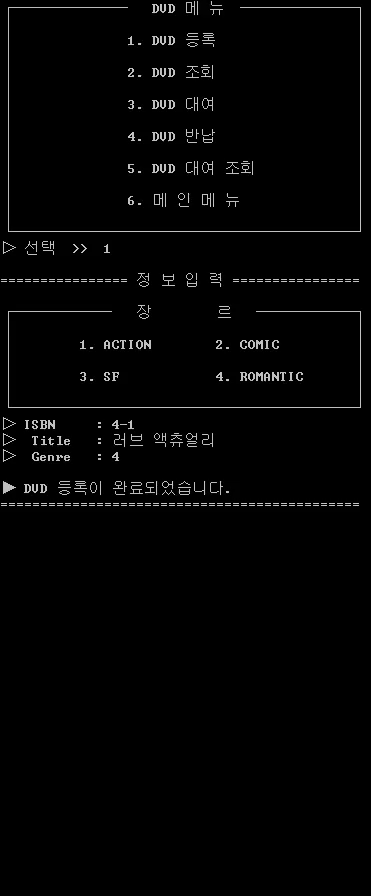 DVD 메 뉴
1. DVD 등록
2. DVD 조회
3. DVD 대여
4. DVD 반납
5. DVD 대여 조회
6. 메 인 메 뉴
▷ 선택 >> 1
================ 정 보 입 력 ================
장 르
1. ACTION 2. COMIC
3. SF 4. ROMANTIC
▷ ISBN : 4-1
▷ Title : 러브 액츄얼리
▷ Genre : 4
▶ DVD 등록이 완료되었습니다.
=============================================